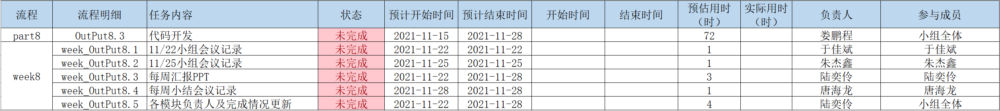 流程 流程明细 任务内容 状态 预计开始时间 预计结束时间 开始时间 结束时间 预估用时（时） 实际用时（时） 负责人 参与成员
part8 OutPut8.3 代码开发 未完成 2021-11-15 2021-11-28 72 娄鹏程 小组全体
week8 week_OutPut8.1 11/22小组会议记录 未完成 2021-11-22 2021-11-22 1 于佳斌 于佳斌
week_OutPut8.2 11/25小组会议记录 未完成 2021-11-25 2021-11-25 1 朱杰鑫 朱杰鑫
week_OutPut8.3 每周汇报PPT 未完成 2021-11-22 2021-11-28 3 陆奕伶 陆奕伶
week_OutPut8.4 每周小结会议记录 未完成 2021-11-28 2021-11-28 1 唐海龙 唐海龙
week_OutPut8.5 各模块负责人及完成情况更新 未完成 2021-11-22 2021-11-28 4 陆奕伶 小组全体